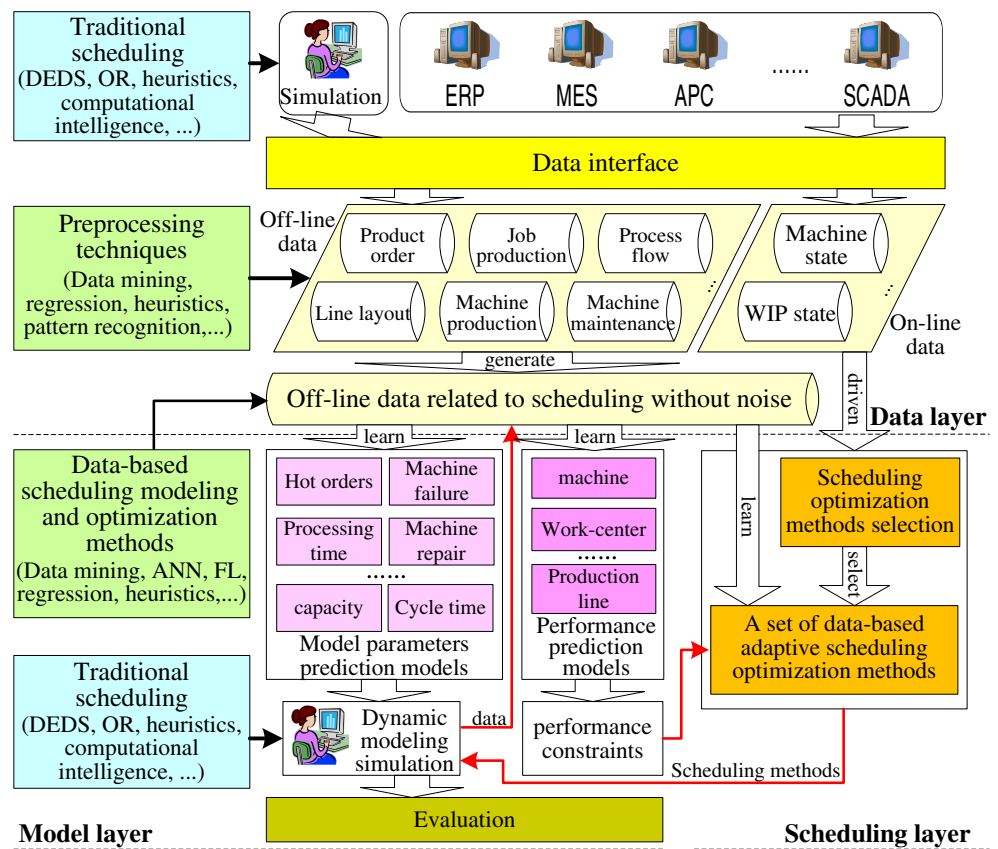 Traditional
scheduling
(DEDS, OR, heuristics,
computational
intelligence, ...)
Simulation
ERP
MES
APC
......
SCADA
Data interface
Preprocessing
techniques
(Data mining,
regression, heuristics,
pattern recognition,...)
Off-line
data
Product
order
Job
production
Process
flow
Line layout
Machine
production
Machine
maintenance
...
Machine
state
WIP state
...
On-line
data
generate
driven
Off-line data related to scheduling without noise
Data layer
Data-based
scheduling modeling
and optimization
methods
(Data mining, ANN, FL,
regression, heuristics,...)
learn
learn
learn
Hot orders
Machine
failure
Processing
time
Machine
repair
......
capacity
Cycle time
Model parameters
prediction models
machine
Work-center
......
Production
line
Performance
prediction
models
Scheduling
optimization
methods selection
select
A set of data-based
adaptive scheduling
optimization methods
Traditional
scheduling
(DEDS, OR, heuristics,
computational
intelligence, ...)
Dynamic
modeling
simulation
data
performance
constraints
Scheduling methods
Evaluation
Model layer
Scheduling layer